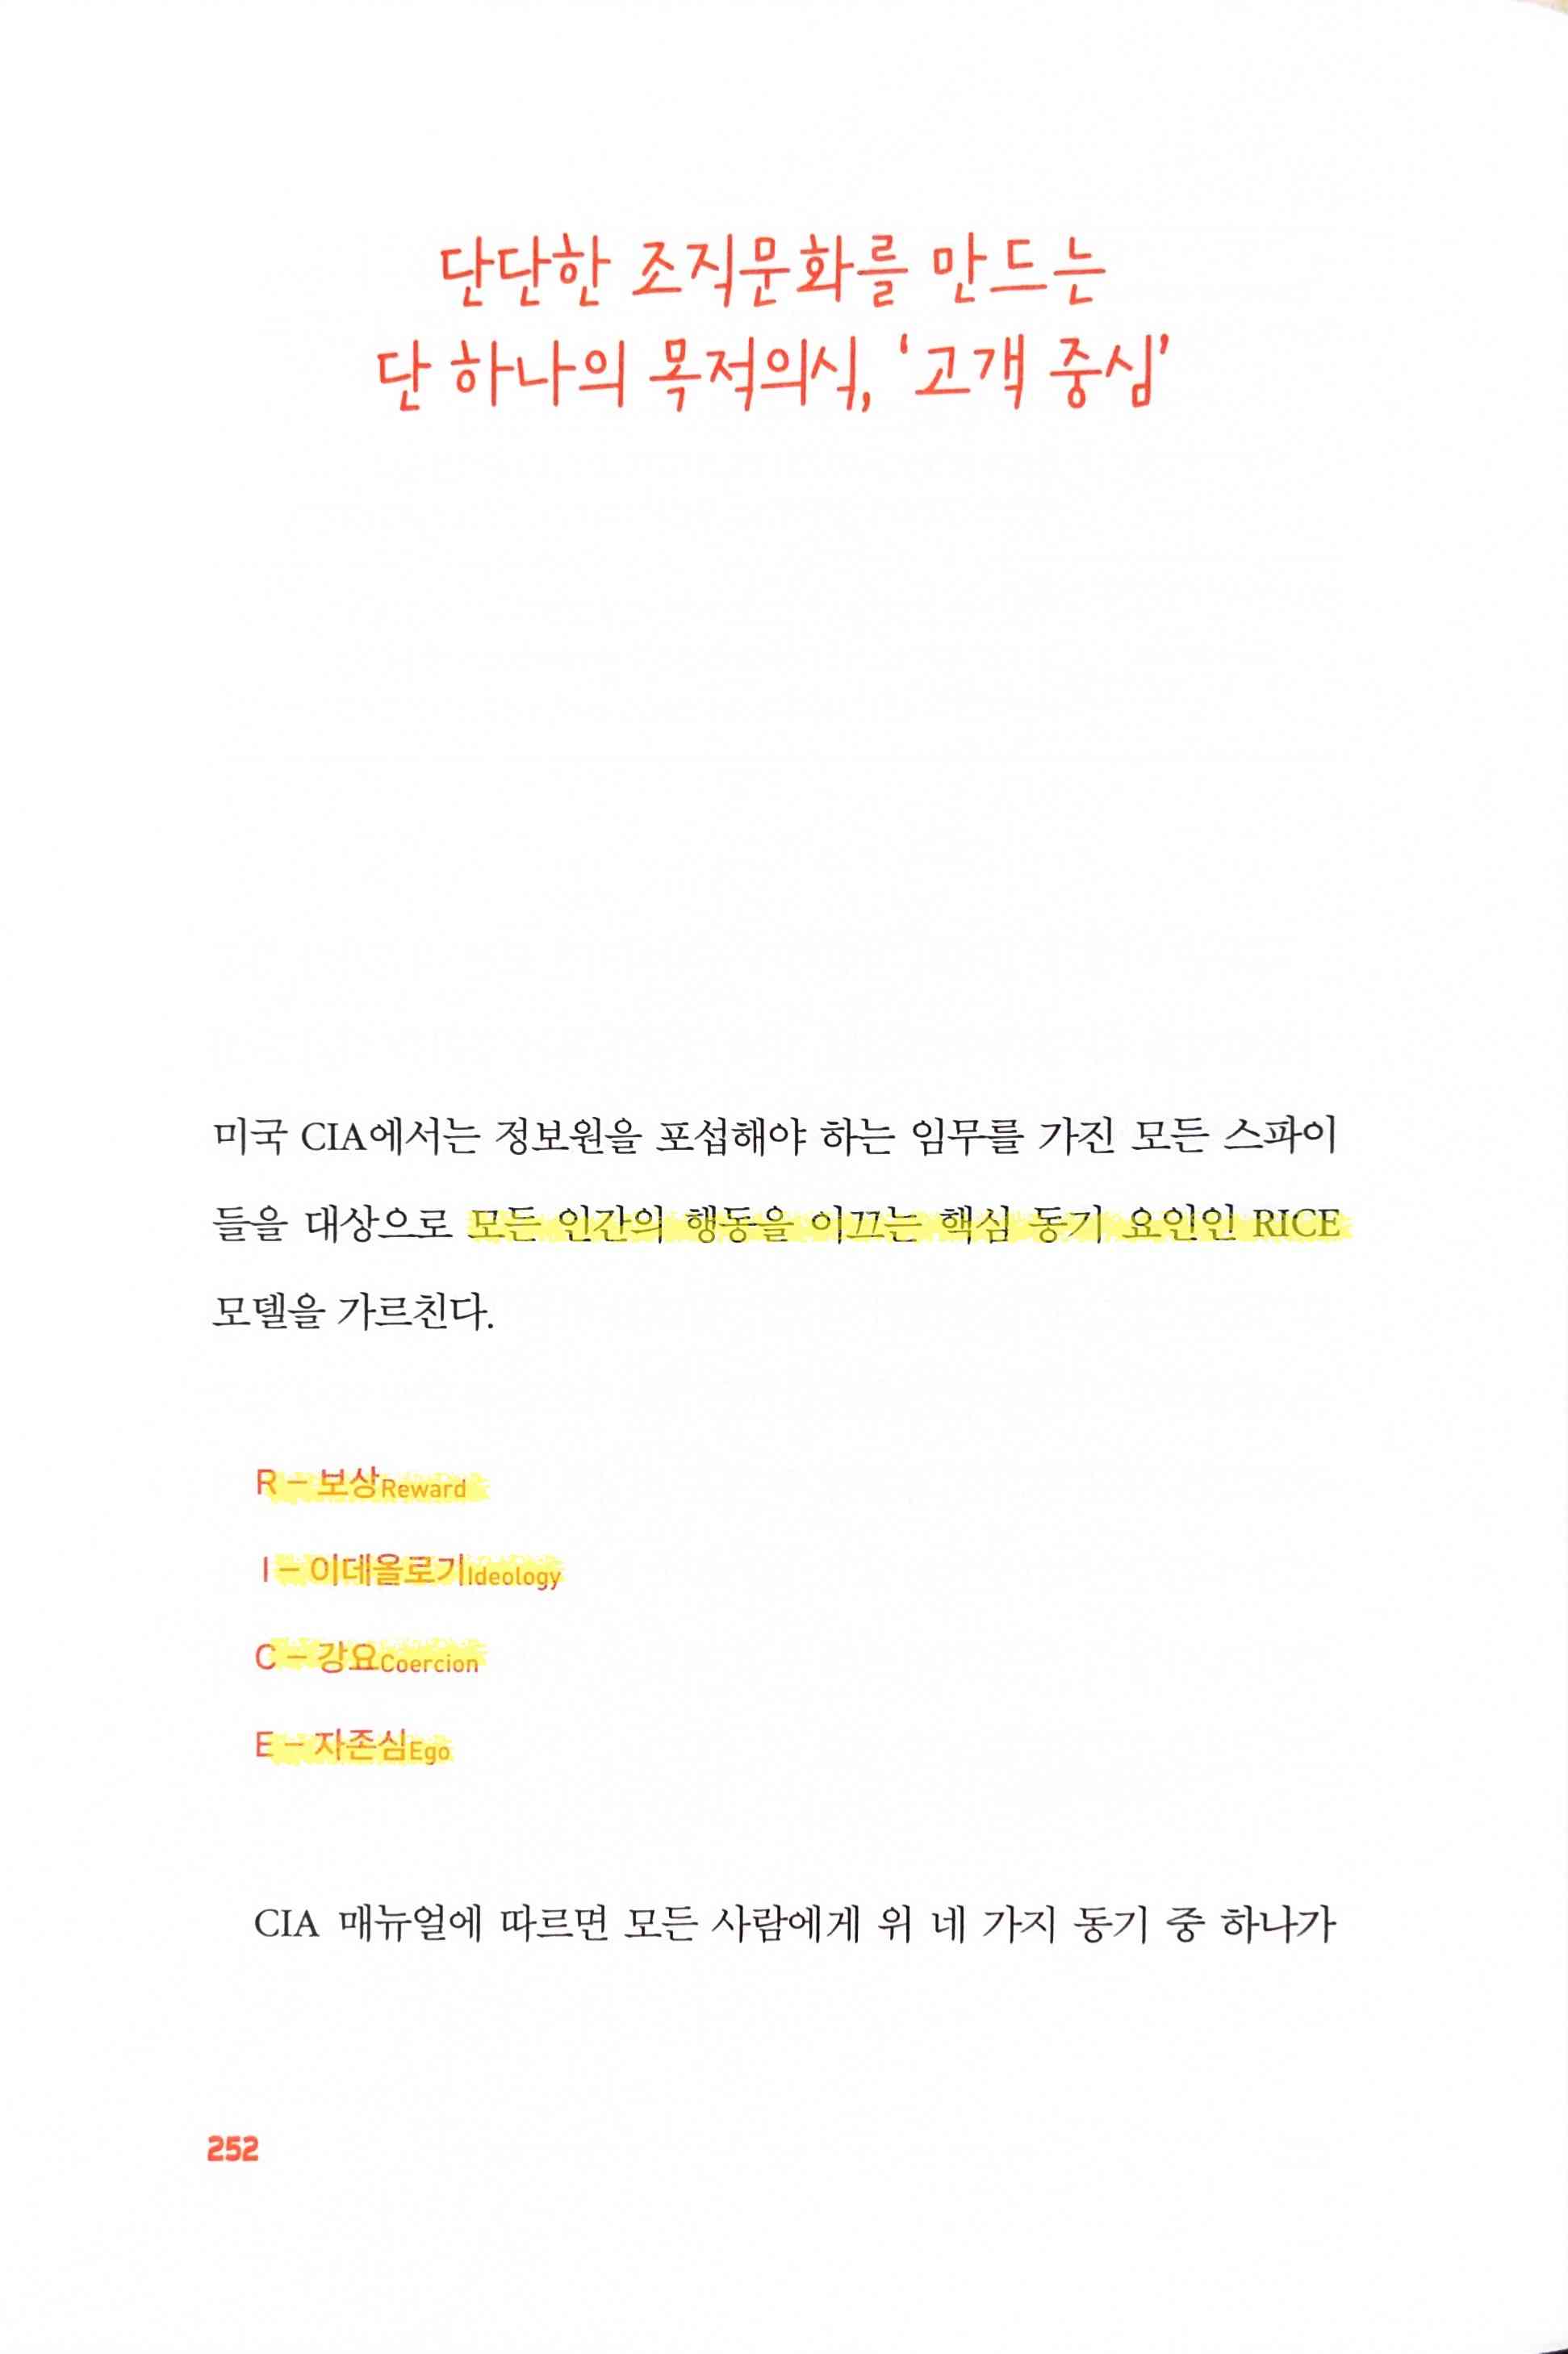 단단한 조직문화를 만드는
단 하나의 목적의식, ‘고객 중심’
미국 CIA에서는 정보원을 포섭해야 하는 임무를 가진 모든 스파이
들을 대상으로 모든 인간의 행동을 이끄는 핵심 동기 요인인 RICE
모델을 가르친다.
R – 보상Reward
I – 이데올로기Ideology
C – 강요Coercion
E – 자존심Ego
CIA 매뉴얼에 따르면 모든 사람에게 위 네 가지 동기 중 하나가
252